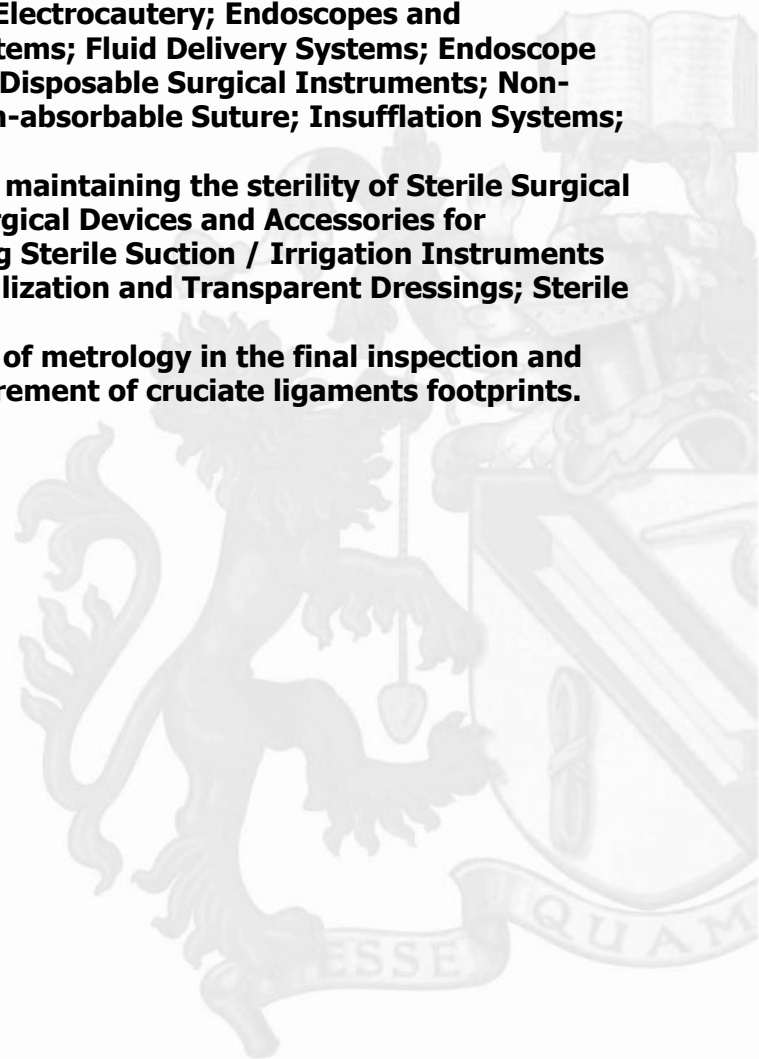 Electrocautery; Endoscopes and
tems; Fluid Delivery Systems; Endoscope
Disposable Surgical Instruments; Non-
n-absorbable Suture; Insufflation Systems;
maintaining the sterility of Sterile Surgical
rgical Devices and Accessories for
g Sterile Suction / Irrigation Instruments
lization and Transparent Dressings; Sterile
of metrology in the final inspection and
rement of cruciate ligaments footprints.
ESSE QUAM